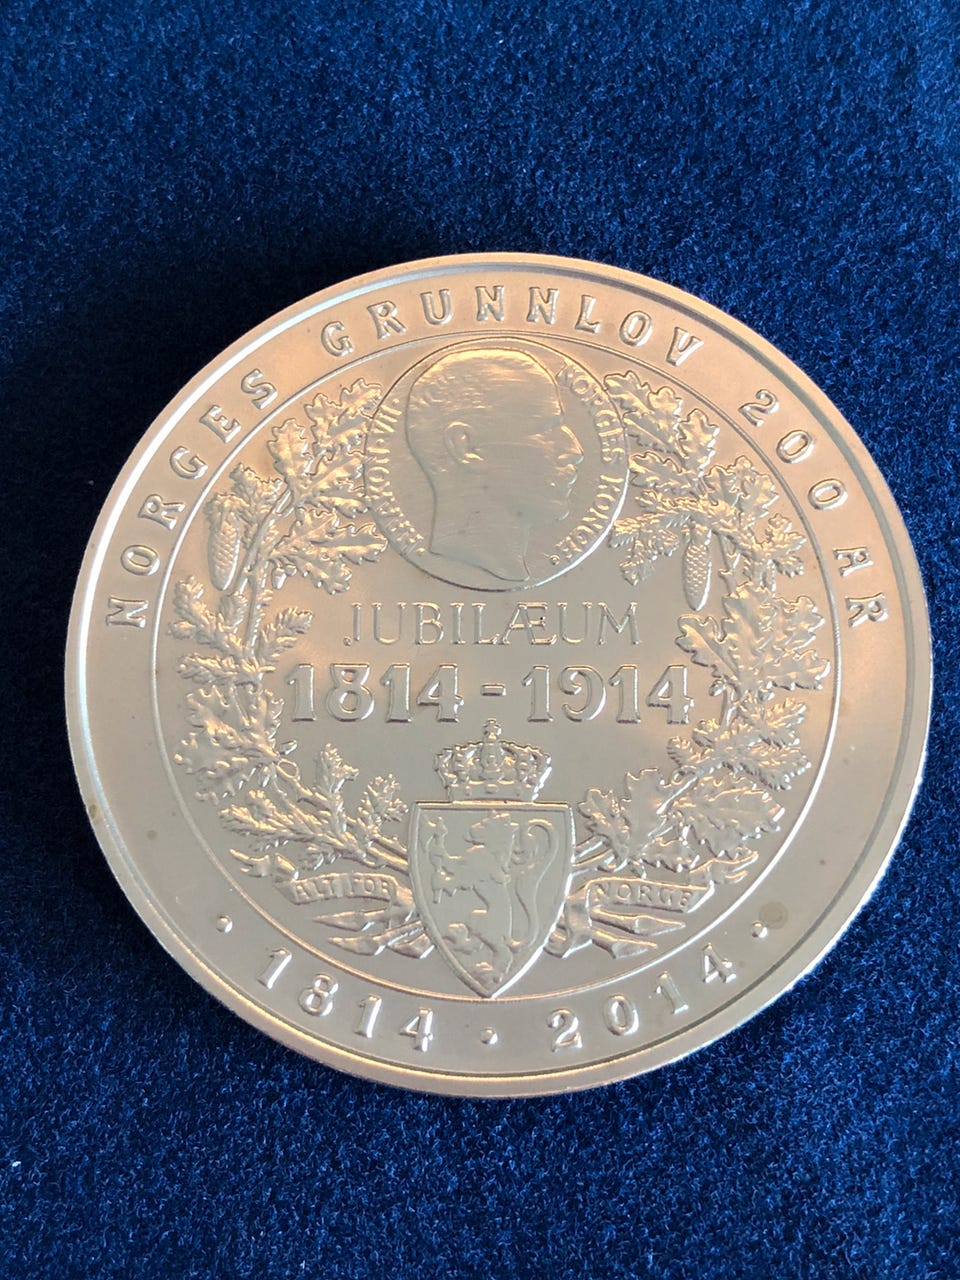 NORGES GRUNNLOV 200 ÅR
HAAKON·VII NORGES KONGE·
JUBILÆUM
1814-1914
ALT FOR NORGE
· 1814 · 2014 ·